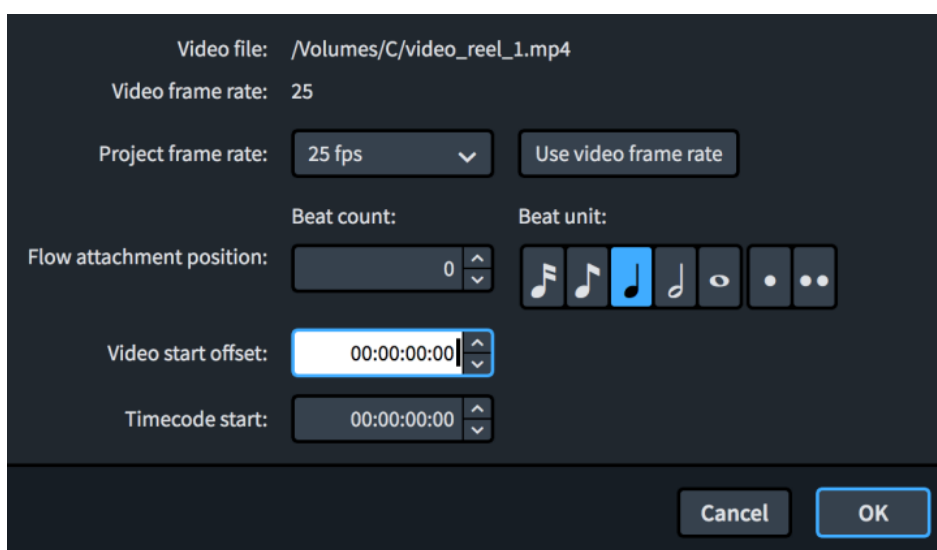 Video file: /Volumes/C/video_reel_1.mp4
Video frame rate: 25
Project frame rate: 25 fps Use video frame rate
Beat count: Beat unit:
Flow attachment position: 0
Video start offset: 00:00:00:00
Timecode start: 00:00:00:00
Cancel OK